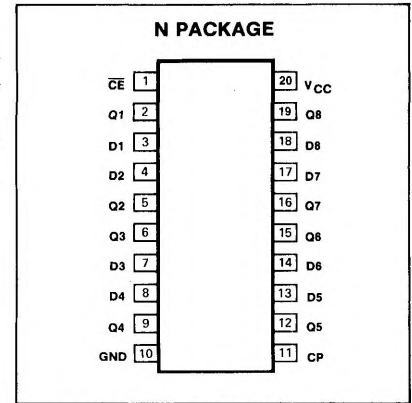 N PACKAGE
CE 1 20 VCC
Q1 2 19 Q8
D1 3 18 D8
D2 4 17 D7
Q2 5 16 Q7
Q3 6 15 Q6
D3 7 14 D6
D4 8 13 D5
Q4 9 12 Q5
GND 10 11 CP